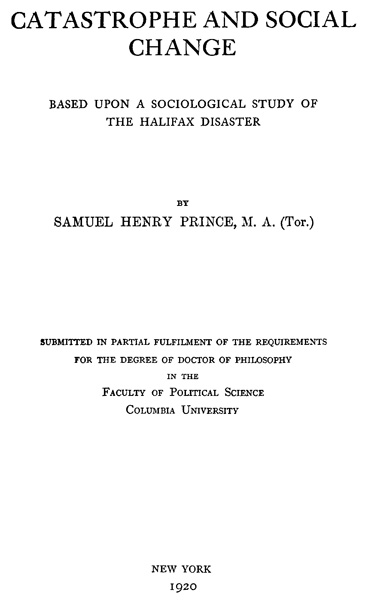 CATASTROPHE AND SOCIAL
CHANGE
BASED UPON A SOCIOLOGICAL STUDY OF
THE HALIFAX DISASTER
BY
SAMUEL HENRY PRINCE, M. A. (Tor.)
SUBMITTED IN PARTIAL FULFILMENT OF THE REQUIREMENTS
FOR THE DEGREE OF DOCTOR OF PHILOSOPHY
IN THE
FACULTY OF POLITICAL SCIENCE
COLUMBIA UNIVERSITY
NEW YORK
1920